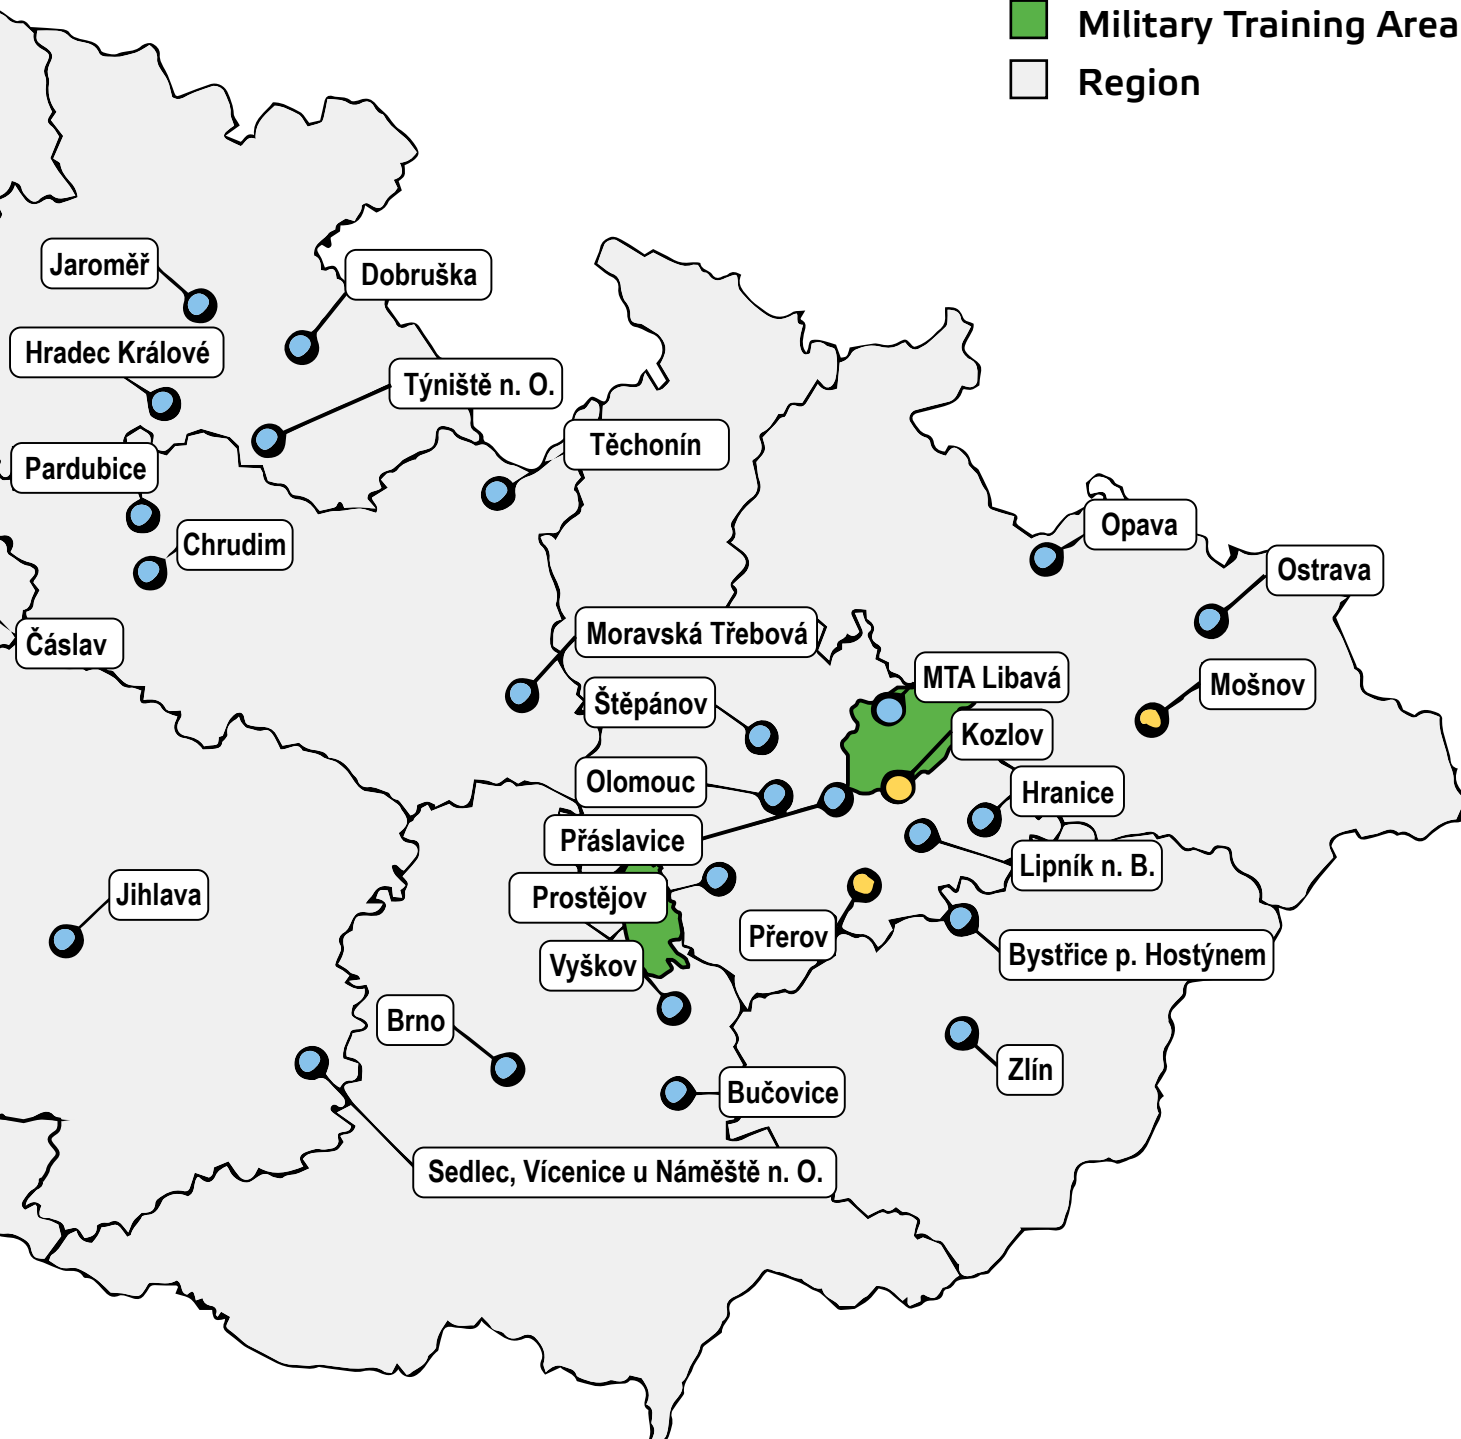 Military Training Area
Region
Jaroměř
Dobruška
Hradec Králové
Týniště n. O.
Těchonín
Pardubice
Opava
Chrudim
Ostrava
Čáslav
Moravská Třebová
MTA Libavá
Mošnov
Štěpánov
Kozlov
Olomouc
Hranice
Přáslavice
Lipník n. B.
Jihlava
Prostějov
Přerov
Bystřice p. Hostýnem
Vyškov
Brno
Zlín
Bučovice
Sedlec, Vícenice u Náměště n. O.